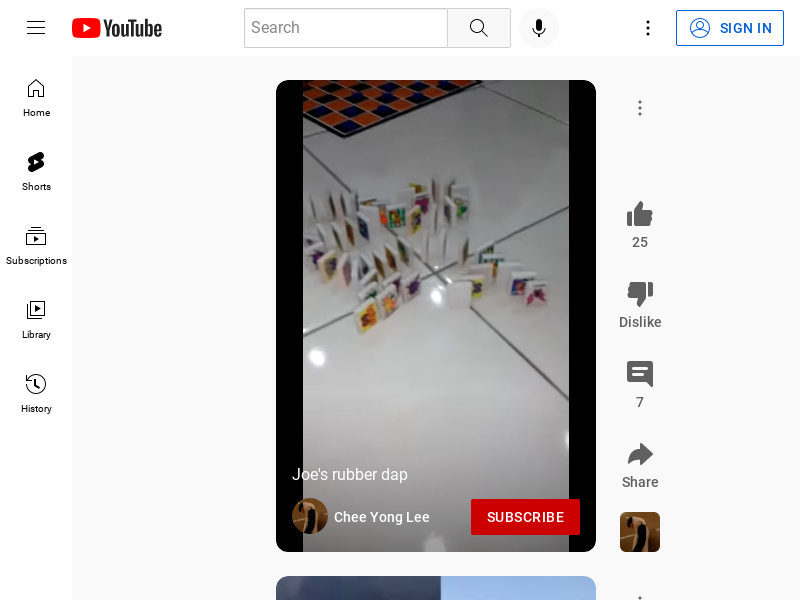 YouTube
Search
SIGN IN
Home
Shorts
Subscriptions
Library
History
25
Dislike
7
Share
Joe's rubber dap
Chee Yong Lee
SUBSCRIBE